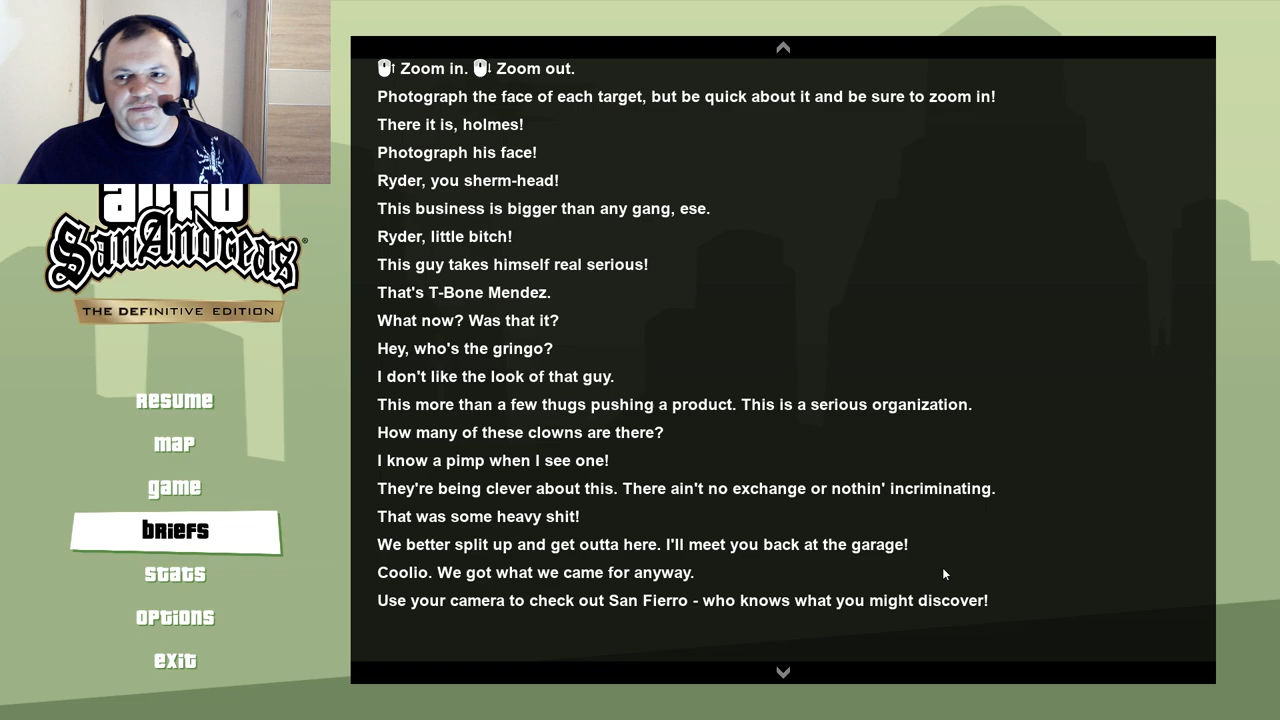 Zoom in. Zoom out.
Photograph the face of each target, but be quick about it and be sure to zoom in!
There it is, holmes!
Photograph his face!
Ryder, you sherm-head!
This business is bigger than any gang, ese.
Ryder, little bitch!
This guy takes himself real serious!
That's T-Bone Mendez.
What now? Was that it?
Hey, who's the gringo?
I don't like the look of that guy.
This more than a few thugs pushing a product. This is a serious organization.
How many of these clowns are there?
I know a pimp when I see one!
They're being clever about this. There ain't no exchange or nothin' incriminating.
That was some heavy shit!
We better split up and get outta here. I'll meet you back at the garage!
Coolio. We got what we came for anyway.
Use your camera to check out San Fierro - who knows what you might discover!
auto
San Andreas
THE DEFINITIVE EDITION
Resume
map
game
briefs
stats
options
exit